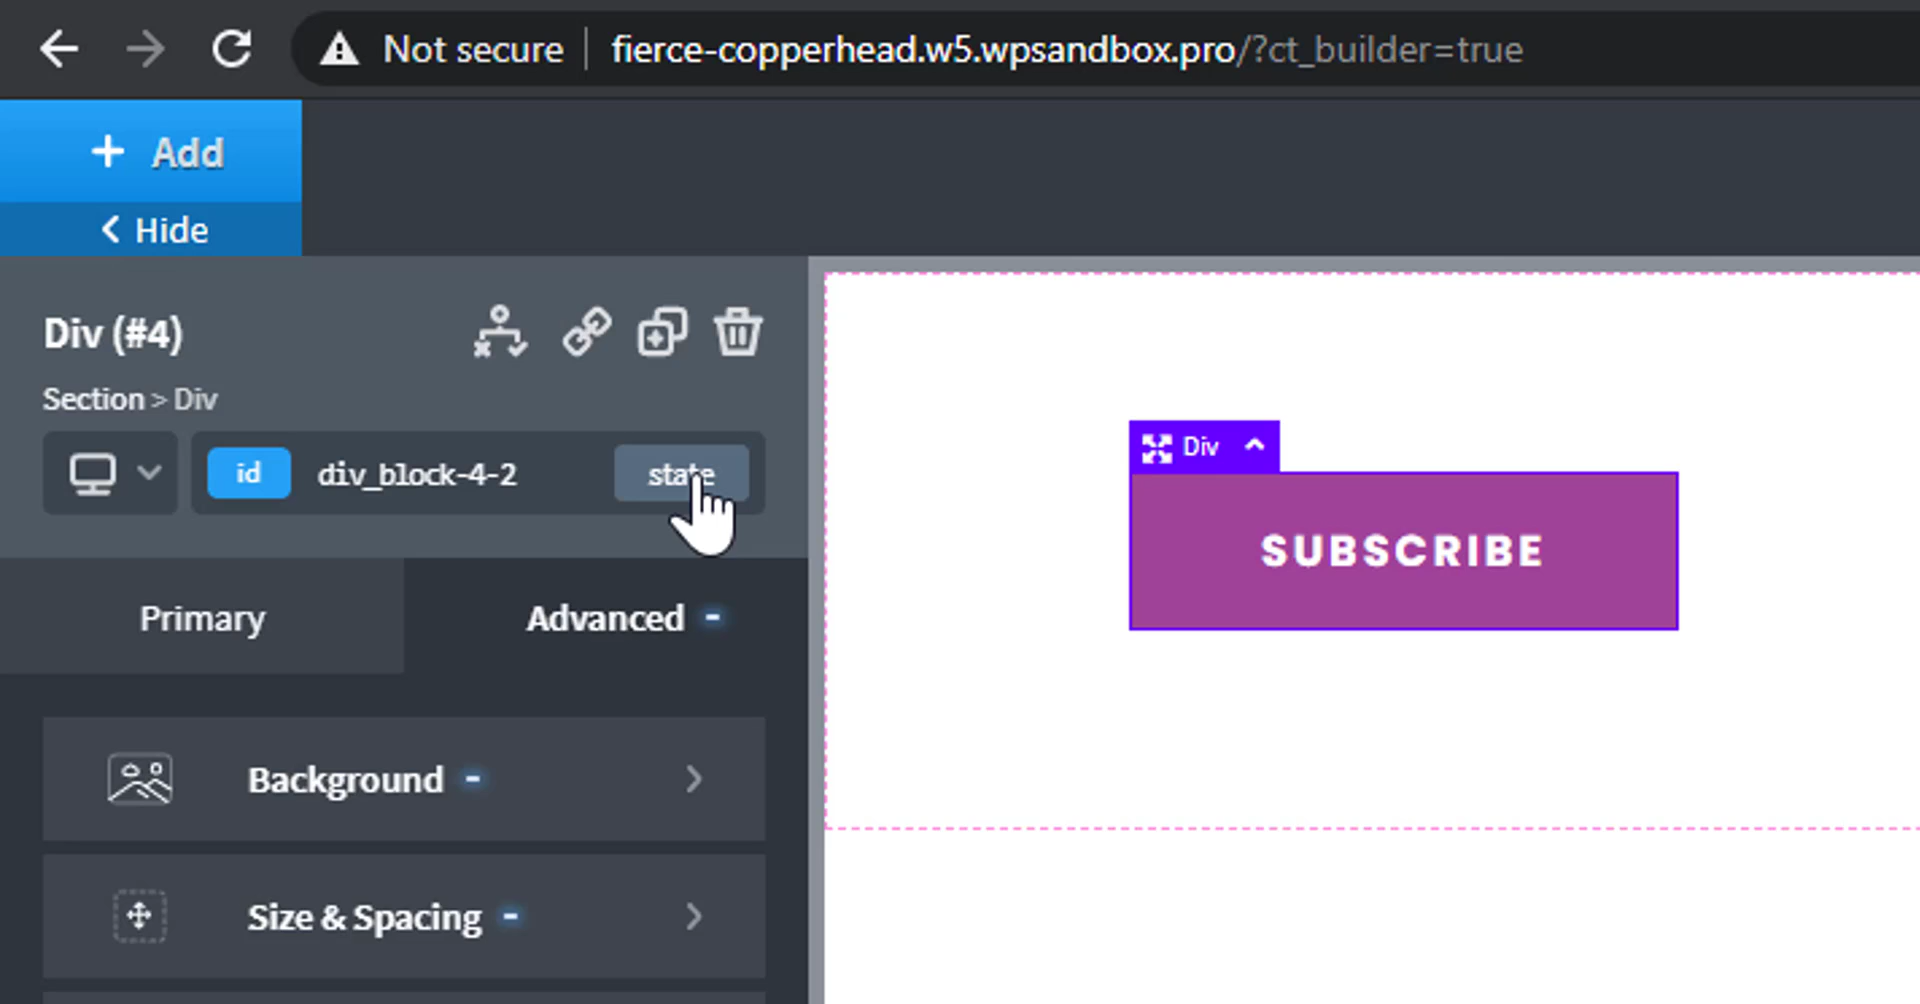 Not secure fierce-copperhead.w5.wpsandbox.pro/?ct_builder=true
+ Add
Hide
Div (#4)
Section > Div
id div_block-4-2 state
Primary Advanced
Background
Size & Spacing
Div
SUBSCRIBE